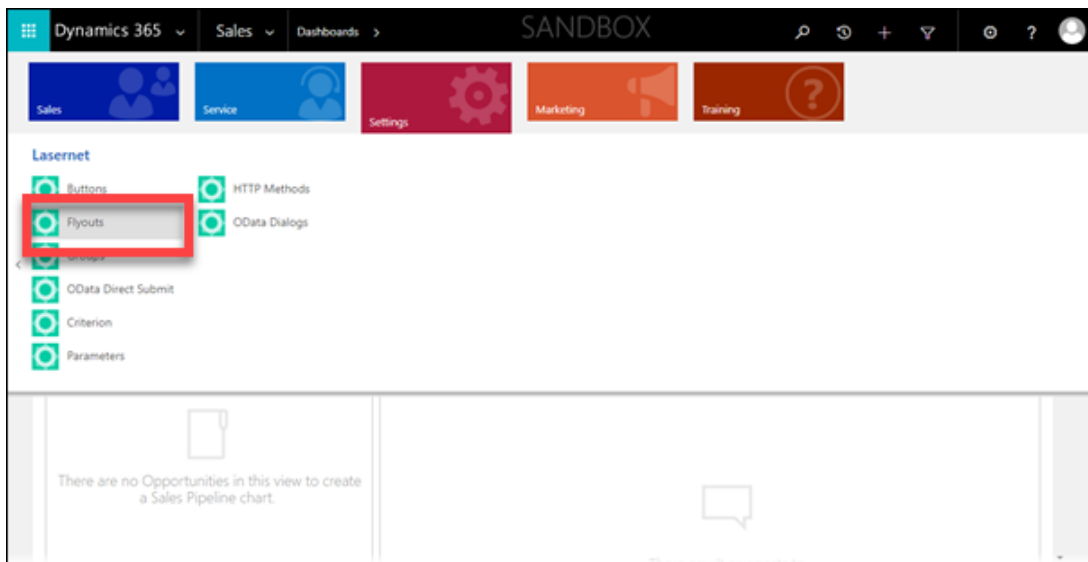 Dynamics 365 Sales Dashboards > SANDBOX ?
Sales Service Settings Marketing Training
Lasernet
Buttons HTTP Methods
Flyouts OData Dialogs
Groups
OData Direct Submit
Criterion
Parameters
There are no Opportunities in this view to create
a Sales Pipeline chart.